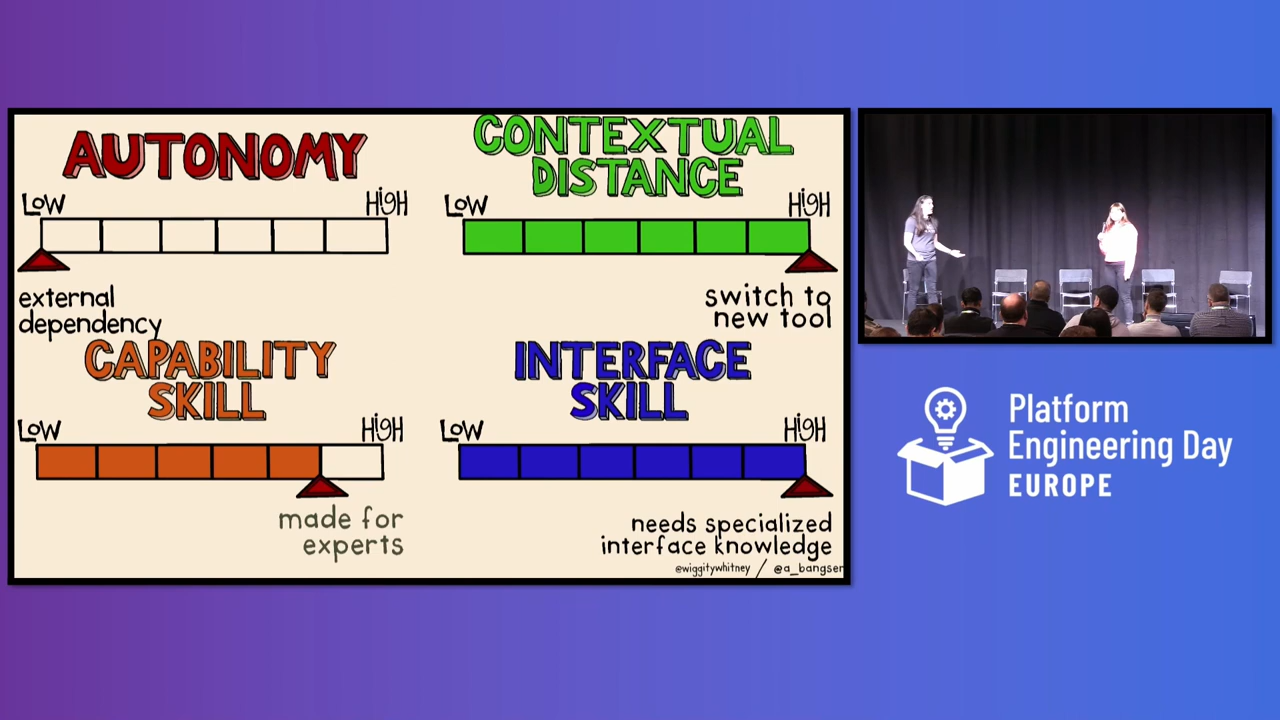 AUTONOMY
LOW
HIGH
external
dependency
CONTEXTUAL
DISTANCE
LOW
HIGH
switch to
new tool
CAPABILITY
SKILL
LOW
HIGH
made for
experts
INTERFACE
SKILL
LOW
HIGH
needs specialized
interface knowledge
@wiggitywhitney / @a_bangser
Platform
Engineering Day
EUROPE